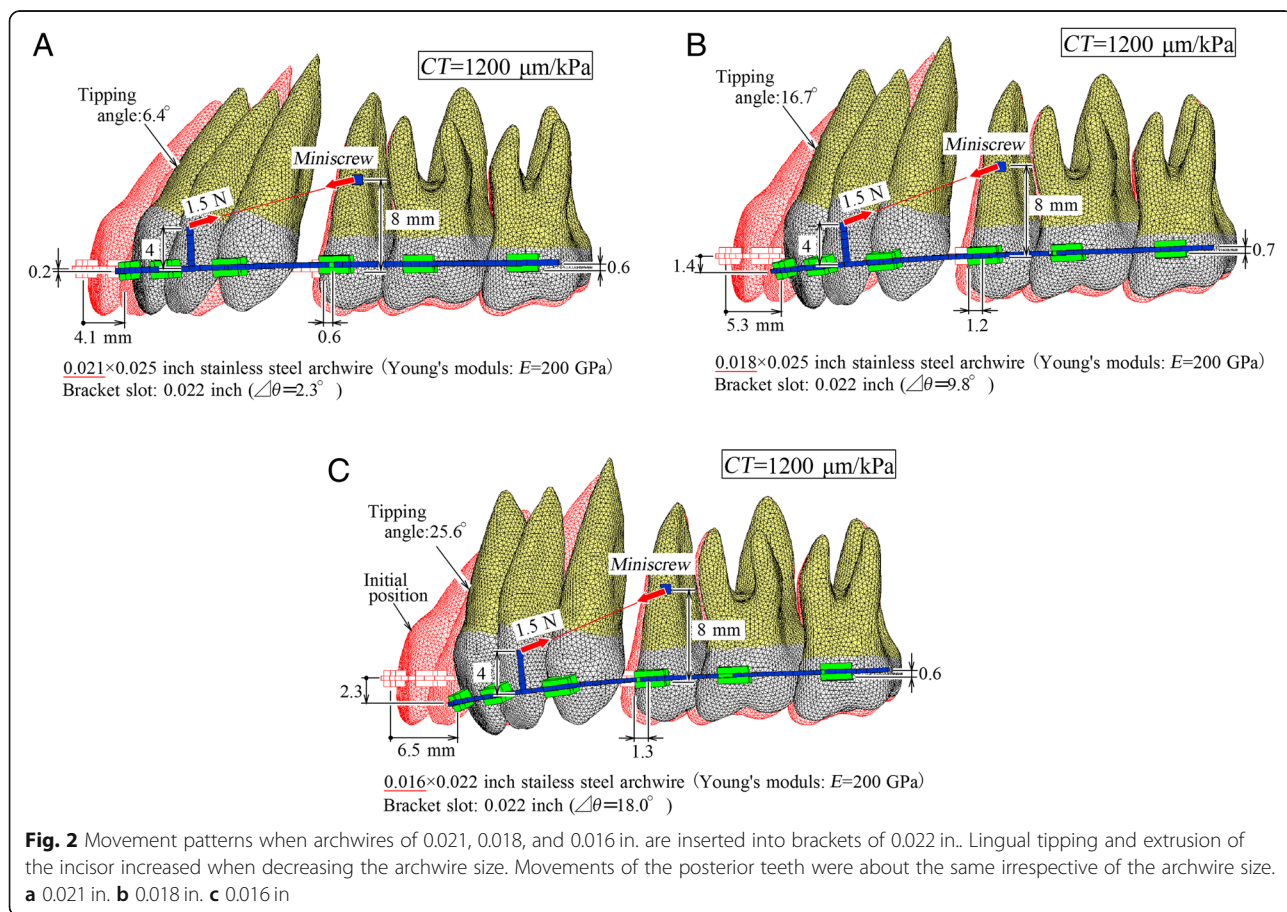 A
CT=1200 μm/kPa
Tipping
angle:6.4°
Miniscrew
1.5 N
8 mm
4
0.2
0.6
4.1 mm
0.6
0.021×0.025 inch stainless steel archwire (Young's moduls: E=200 GPa)
Bracket slot: 0.022 inch (⊿θ=2.3°)
B
CT=1200 μm/kPa
Tipping
angle:16.7°
Miniscrew
1.5 N
8 mm
4
1.4
0.7
5.3 mm
1.2
0.018×0.025 inch stainless steel archwire (Young's moduls: E=200 GPa)
Bracket slot: 0.022 inch (⊿θ=9.8°)
C
CT=1200 μm/kPa
Tipping
angle:25.6°
Initial
position
Miniscrew
1.5 N
8 mm
4
2.3
0.6
6.5 mm
1.3
0.016×0.022 inch stailess steel archwire (Young's moduls: E=200 GPa)
Bracket slot: 0.022 inch (⊿θ=18.0°)
Fig. 2 Movement patterns when archwires of 0.021, 0.018, and 0.016 in. are inserted into brackets of 0.022 in.. Lingual tipping and extrusion of
the incisor increased when decreasing the archwire size. Movements of the posterior teeth were about the same irrespective of the archwire size.
a 0.021 in. b 0.018 in. c 0.016 in